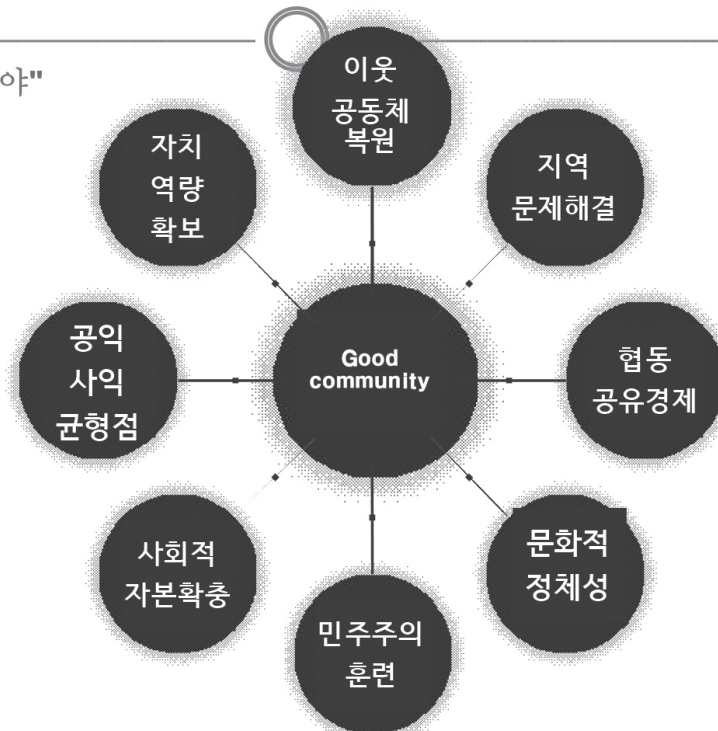 야"
이웃
공동체
복원
지역
문제해결
협동
공유경제
문화적
정체성
민주주의
훈련
사회적
자본확충
공익
사익
균형점
자치
역량
확보
Good
community